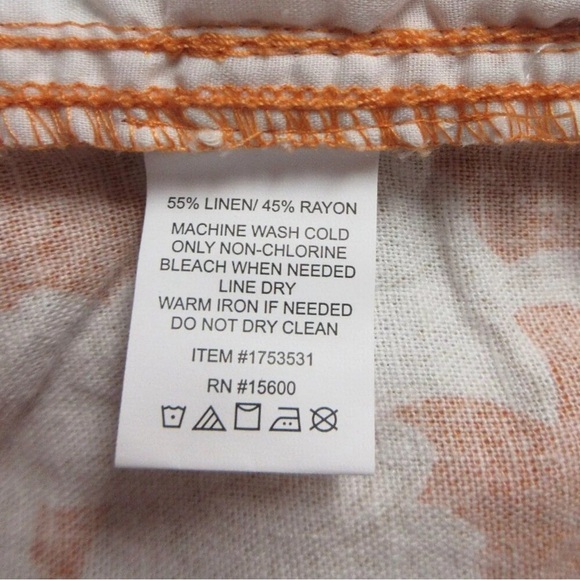 55% LINEN/ 45% RAYON
MACHINE WASH COLD
ONLY NON-CHLORINE
BLEACH WHEN NEEDED
LINE DRY
WARM IRON IF NEEDED
DO NOT DRY CLEAN
ITEM #1753531
RN #15600